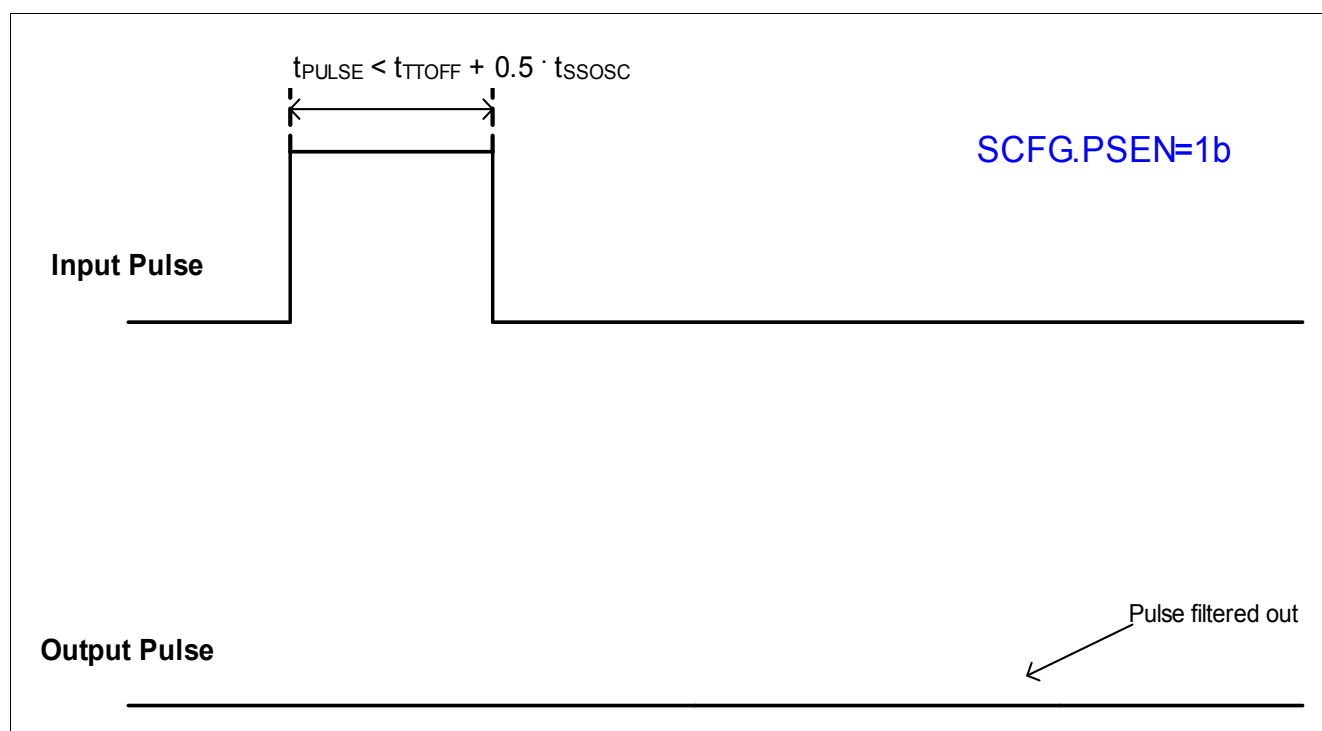 tPULSE < tTTOFF + 0.5 · tSSOSC
SCFG.PSEN=1b
Input Pulse
Pulse filtered out
Output Pulse